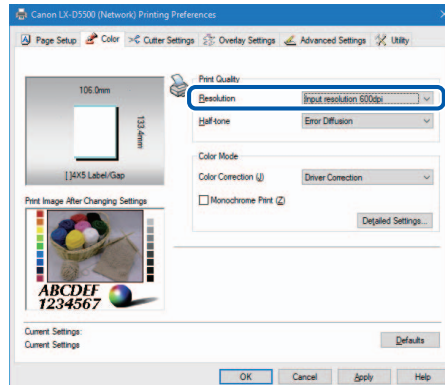 Canon LX-D5500 (Network) Printing Preferences
Page Setup Color Cutter Settings Overlay Settings Advanced Settings Utility
106.0mm
133.4mm
[ ]4X5 Label/Gap
Print Image After Changing Settings
ABCDEF
1234567
Current Settings:
Current Settings
Print Quality
Resolution Input resolution 600dpi
Half-tone Error Diffusion
Color Mode
Color Correction (J) Driver Correction
Monochrome Print (Z)
Detailed Settings...
Defaults
OK Cancel Apply Help